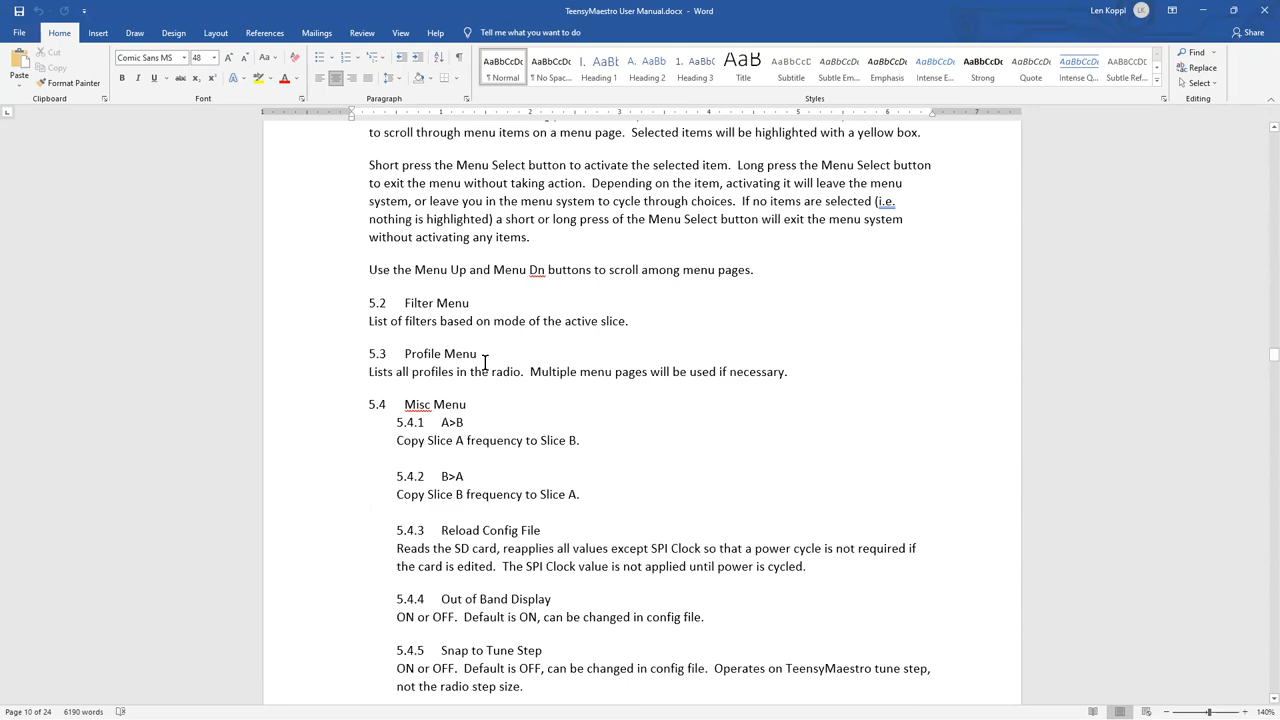 TeensyMaestro User Manual.docx - Word
Len Koppl
LK
File Home Insert Draw Design Layout References Mailings Review View Help Tell me what you want to do
Share
Paste
Cut
Copy
Format Painter
Clipboard
Comic Sans MS 48
Font
Paragraph
AaBbCcDc AaBbCcDc I. AaBb 1. AaBb 1. AaBbC AaB AaBbCcD AaBbCcDc AaBbCcDc AaBbCcDc AaBbCcDc AaBbCcDc AaBbCcDc AABBCCDC
¶ Normal ¶ No Spac... Heading 1 Heading 2 Heading 3 Title Subtitle Subtle Em... Emphasis Intense E... Strong Quote Intense Q... Subtle Ref...
Styles
Find
Replace
Select
Editing
to scroll through menu items on a menu page. Selected items will be highlighted with a yellow box.
Short press the Menu Select button to activate the selected item. Long press the Menu Select button
to exit the menu without taking action. Depending on the item, activating it will leave the menu
system, or leave you in the menu system to cycle through choices. If no items are selected (i.e.
nothing is highlighted) a short or long press of the Menu Select button will exit the menu system
without activating any items.
Use the Menu Up and Menu Dn buttons to scroll among menu pages.
5.2 Filter Menu
List of filters based on mode of the active slice.
5.3 Profile Menu
Lists all profiles in the radio. Multiple menu pages will be used if necessary.
5.4 Misc Menu
5.4.1 A>B
Copy Slice A frequency to Slice B.
5.4.2 B>A
Copy Slice B frequency to Slice A.
5.4.3 Reload Config File
Reads the SD card, reapplies all values except SPI Clock so that a power cycle is not required if
the card is edited. The SPI Clock value is not applied until power is cycled.
5.4.4 Out of Band Display
ON or OFF. Default is ON, can be changed in config file.
5.4.5 Snap to Tune Step
ON or OFF. Default is OFF, can be changed in config file. Operates on TeensyMaestro tune step,
not the radio step size.
Page 10 of 24 6190 words
140%